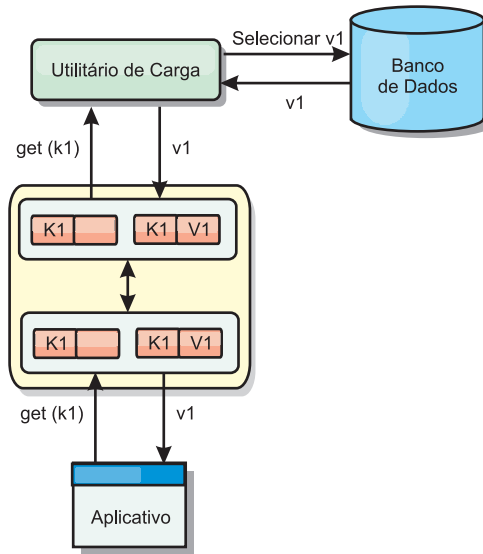 Selecionar v1
Utilitário de Carga
Banco
de Dados
v1
get (k1)
v1
K1
K1 V1
K1
K1 V1
get (k1)
v1
Aplicativo